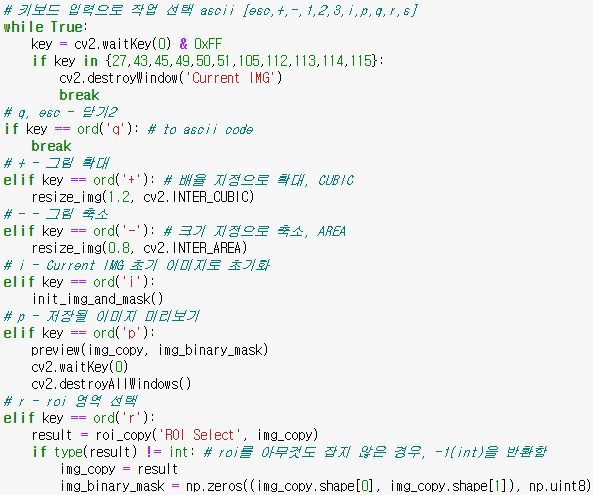 # 키보드 입력으로 작업 선택 ascii [esc,+,-,1,2,3,i,p,q,r,s]
while True:
    key = cv2.waitKey(0) & 0xFF
    if key in {27,43,45,49,50,51,105,112,113,114,115}:
        cv2.destroyWindow('Current IMG')
        break
# q, esc - 닫기2
if key == ord('q'): # to ascii code
    break
# + - 그림 확대
elif key == ord('+'): # 배율 지정으로 확대, CUBIC
    resize_img(1.2, cv2.INTER_CUBIC)
# - - 그림 축소
elif key == ord('-'): # 크기 지정으로 축소, AREA
    resize_img(0.8, cv2.INTER_AREA)
# i - Current IMG 초기 이미지로 초기화
elif key == ord('i'):
    init_img_and_mask()
# p - 저장될 이미지 미리보기
elif key == ord('p'):
    preview(img_copy, img_binary_mask)
    cv2.waitKey(0)
    cv2.destroyAllWindows()
# r - roi 영역 선택
elif key == ord('r'):
    result = roi_copy('ROI Select', img_copy)
    if type(result) != int: # roi를 아무것도 잡지 않은 경우, -1(int)을 반환함
        img_copy = result
        img_binary_mask = np.zeros((img_copy.shape[0], img_copy.shape[1]), np.uint8)